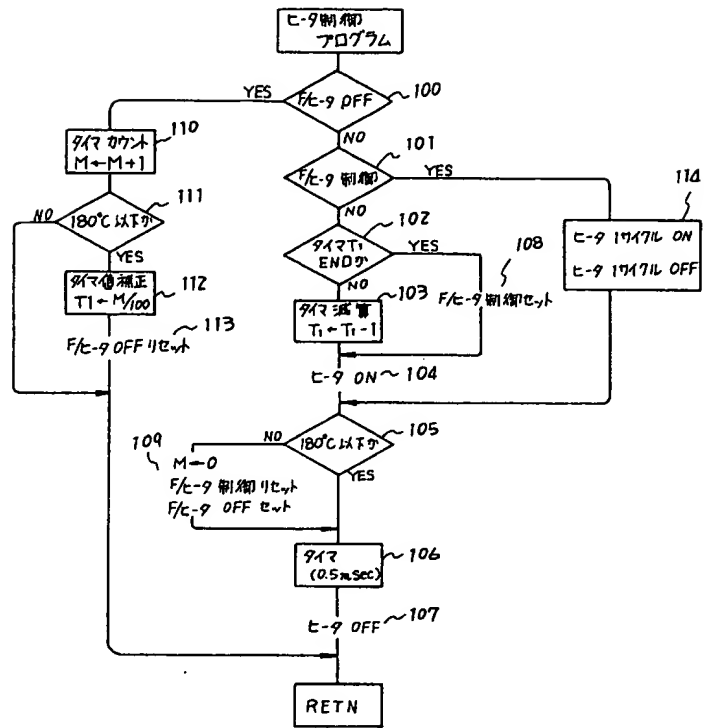 ヒータ制御
プログラム
F/ヒータ OFF
100
YES
NO
110
タイマ カウント
M←M+1
101
F/ヒータ 制御
YES
NO
111
180℃以下か
NO
YES
102
タイマT1
ENDか
YES
NO
114
ヒータ 1サイクル ON
ヒータ 1サイクル OFF
108
F/ヒータ 制御セット
112
タイマ値補正
T1←M/100
103
タイマ減算
T1←T1-1
113
F/ヒータ OFF リセット
ヒータ ON
104
105
180℃以下か
NO
YES
109
M←0
F/ヒータ 制御リセット
F/ヒータ OFF セット
106
タイマ
(0.5msec)
ヒータ OFF
107
RETN